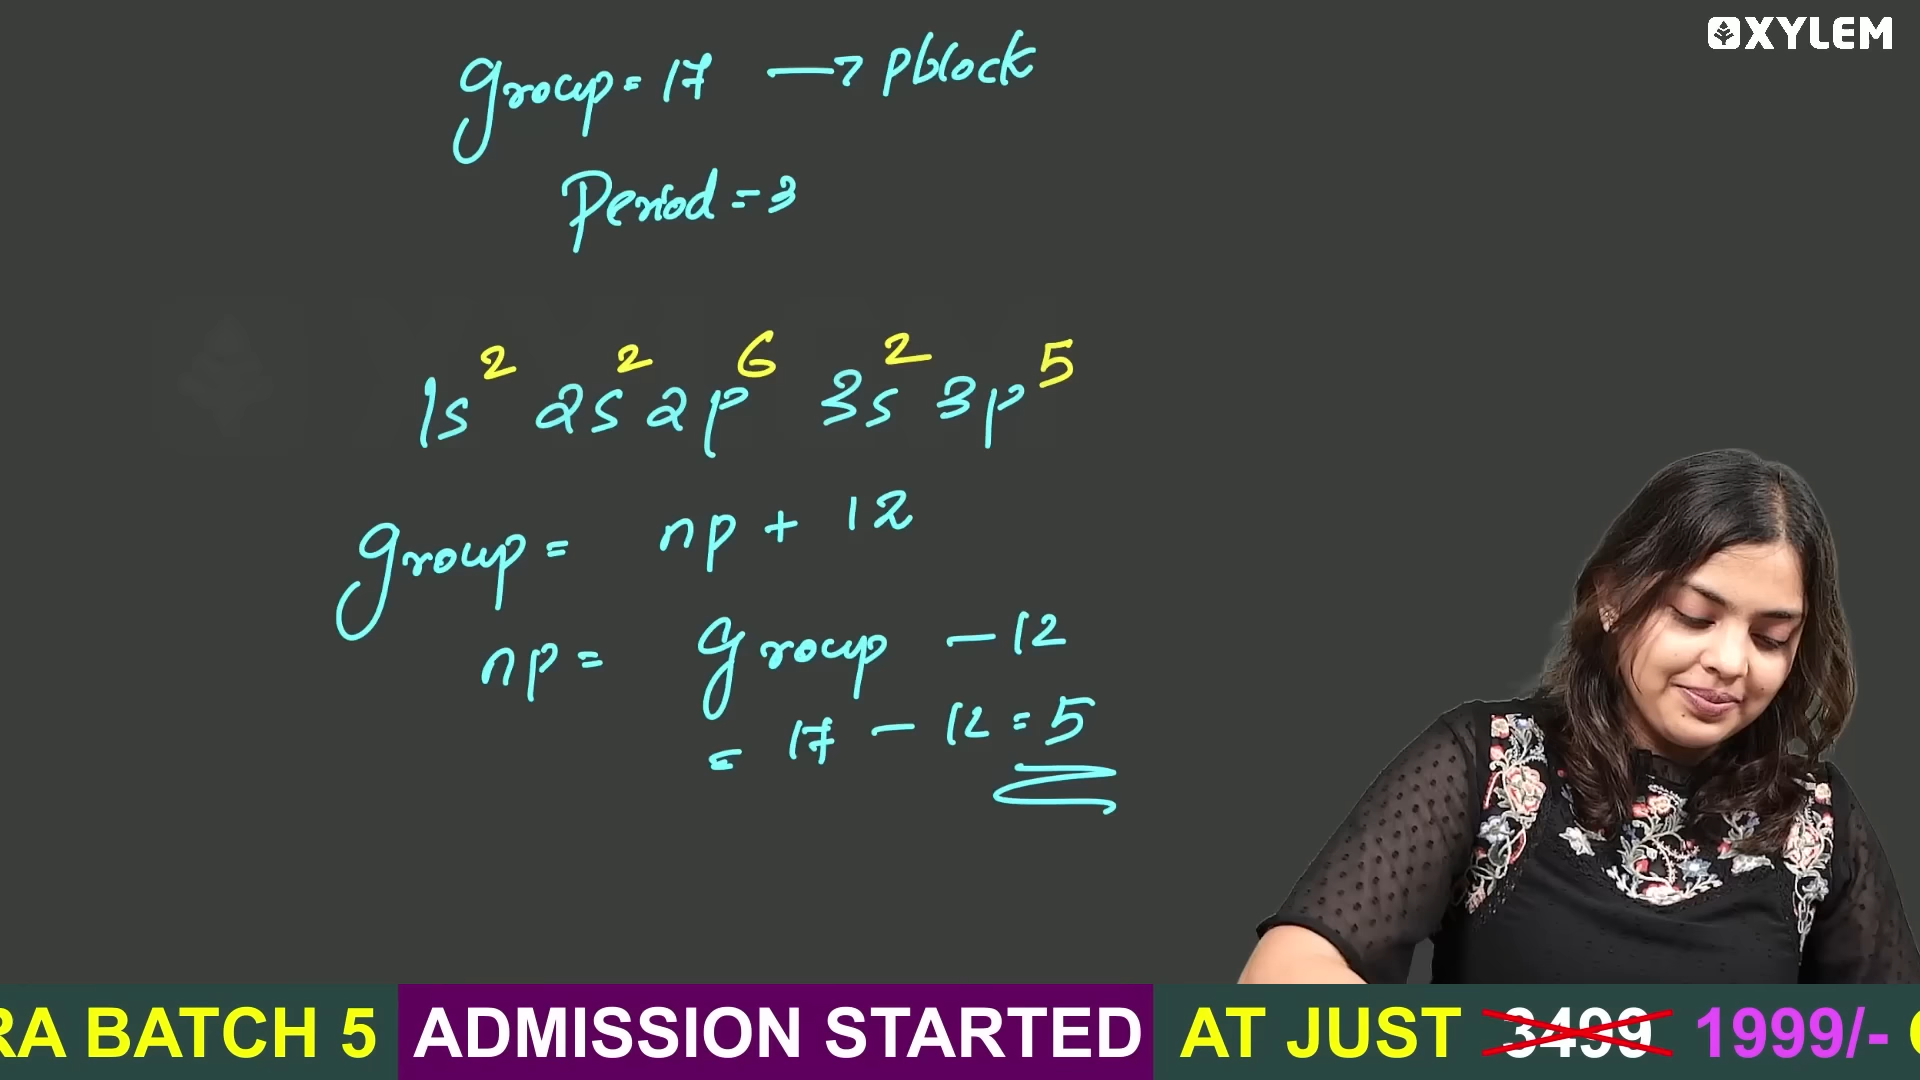 OXYLEM
group = 17 → pblock
Period = 3
1s² 2s² 2p⁶ 3s² 3p⁵
group = np + 12
np = group - 12
= 17 - 12 = 5
RA BATCH 5 ADMISSION STARTED AT JUST 3499 1999/-